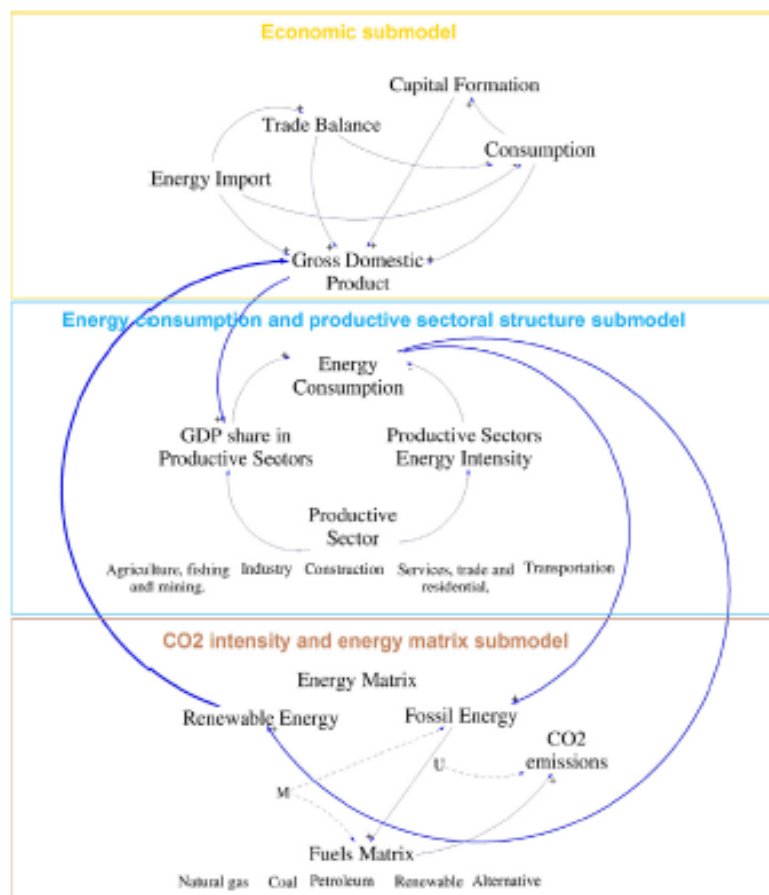 Economic submodel
Capital Formation
Trade Balance
Consumption
Energy Import
Gross Domestic
Product
Energy consumption and productive sectoral structure submodel
Energy
Consumption
GDP share in
Productive Sectors
Productive Sectors
Energy Intensity
Productive
Sector
Agriculture, fishing
and mining.
Industry
Construction
Services, trade and
residential.
Transportation
CO2 intensity and energy matrix submodel
Energy Matrix
Renewable Energy
Fossil Energy
CO2
emissions
U
M
Fuels Matrix
Natural gas
Coal
Petroleum
Renewable
Alternative